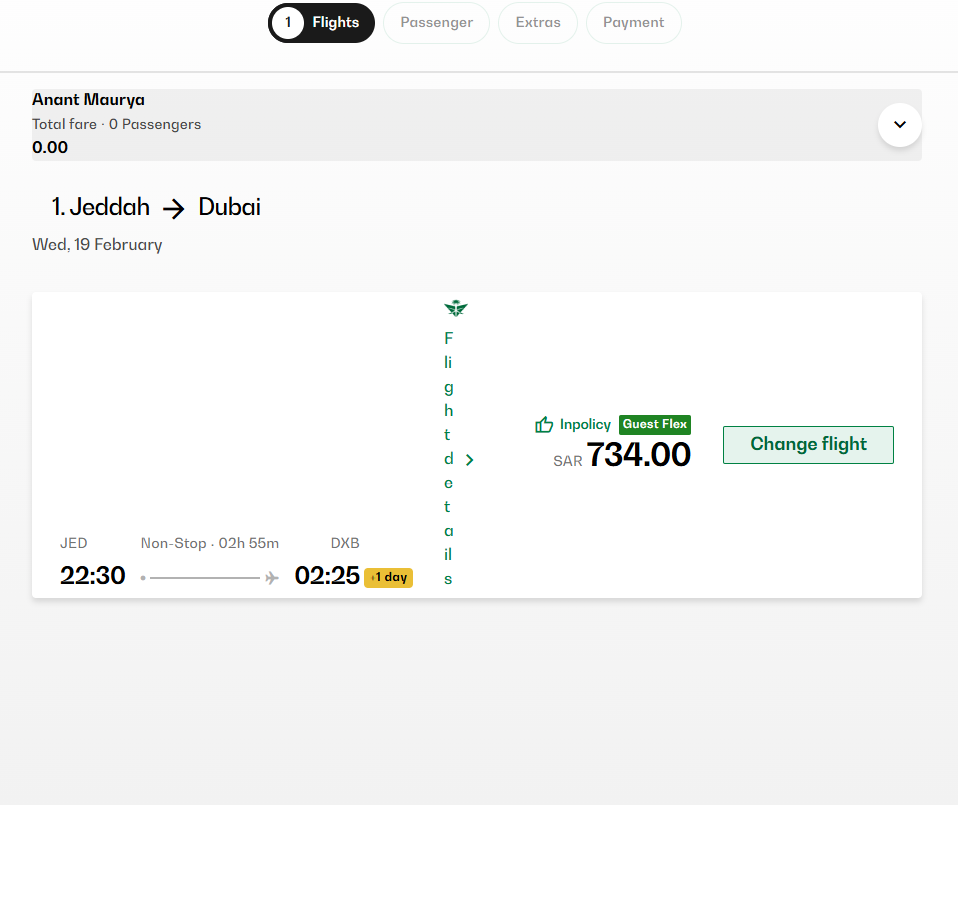 1 Flights Passenger Extras Payment
Anant Maurya
Total fare · 0 Passengers
0.00
1. Jeddah → Dubai
Wed, 19 February
JED Non-Stop · 02h 55m DXB
22:30 02:25 +1 day
Flight details
Inpolicy Guest Flex
SAR 734.00
Change flight